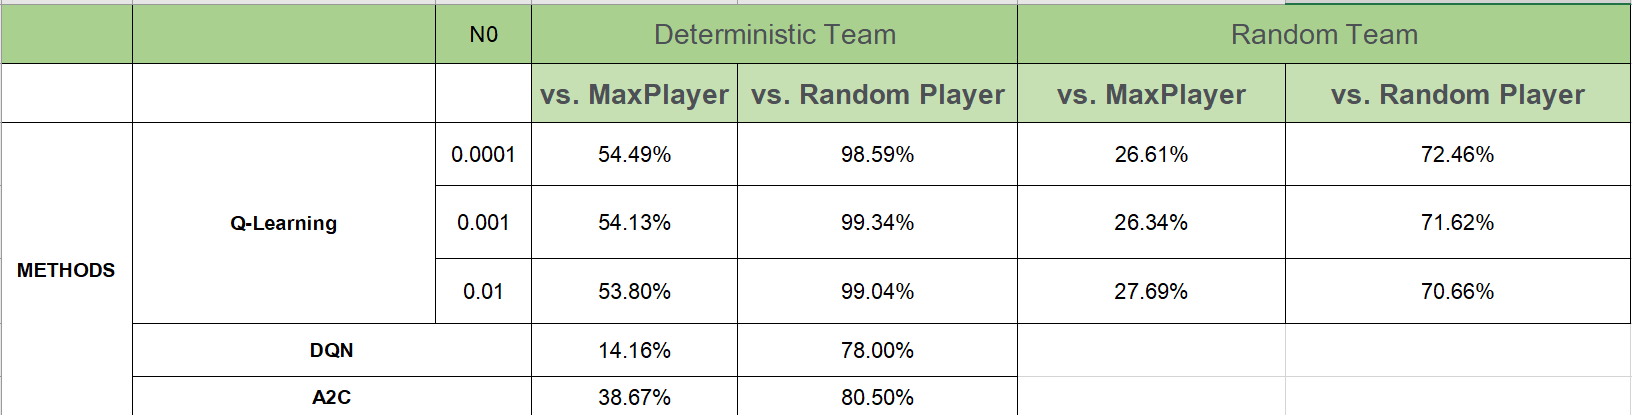 N0 Deterministic Team Random Team
vs. MaxPlayer vs. Random Player vs. MaxPlayer vs. Random Player
0.0001 54.49% 98.59% 26.61% 72.46%
Q-Learning 0.001 54.13% 99.34% 26.34% 71.62%
METHODS
0.01 53.80% 99.04% 27.69% 70.66%
DQN 14.16% 78.00%
A2C 38.67% 80.50%